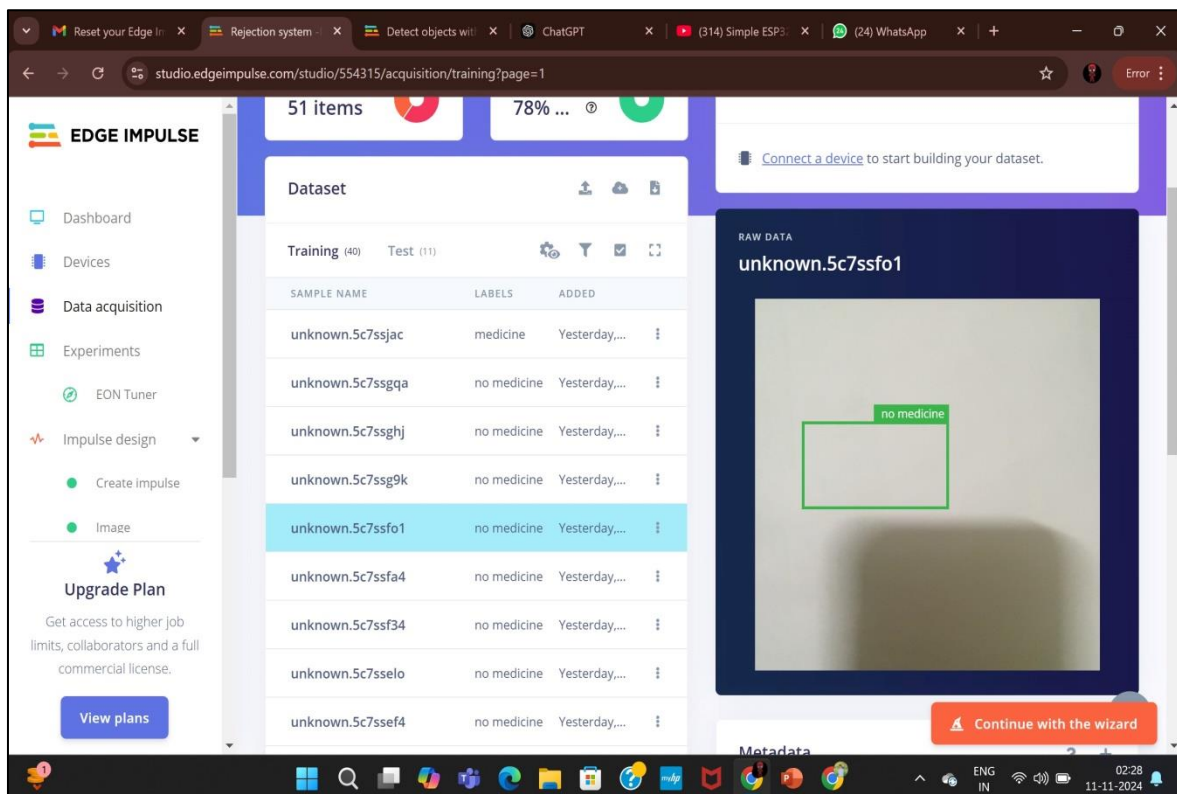 Reset your Edge Im
Rejection system -
Detect objects with
ChatGPT
(314) Simple ESP3
(24) WhatsApp
studio.edgeimpulse.com/studio/554315/acquisition/training?page=1
Error
EDGE IMPULSE
Dashboard
Devices
Data acquisition
Experiments
EON Tuner
Impulse design
Create impulse
Image
Upgrade Plan
Get access to higher job
limits, collaborators and a full
commercial license.
View plans
51 items
78% ...
Dataset
Training (40) Test (11)
SAMPLE NAME LABELS ADDED
unknown.5c7ssjac medicine Yesterday,...
unknown.5c7ssgqa no medicine Yesterday,...
unknown.5c7ssghj no medicine Yesterday,...
unknown.5c7ssg9k no medicine Yesterday,...
unknown.5c7ssfo1 no medicine Yesterday,...
unknown.5c7ssfa4 no medicine Yesterday,...
unknown.5c7ssf34 no medicine Yesterday,...
unknown.5c7sselo no medicine Yesterday,...
unknown.5c7ssef4 no medicine Yesterday,...
Connect a device to start building your dataset.
RAW DATA
unknown.5c7ssfo1
no medicine
Continue with the wizard
Metadata
1
myhp
ENG
IN
02:28
11-11-2024